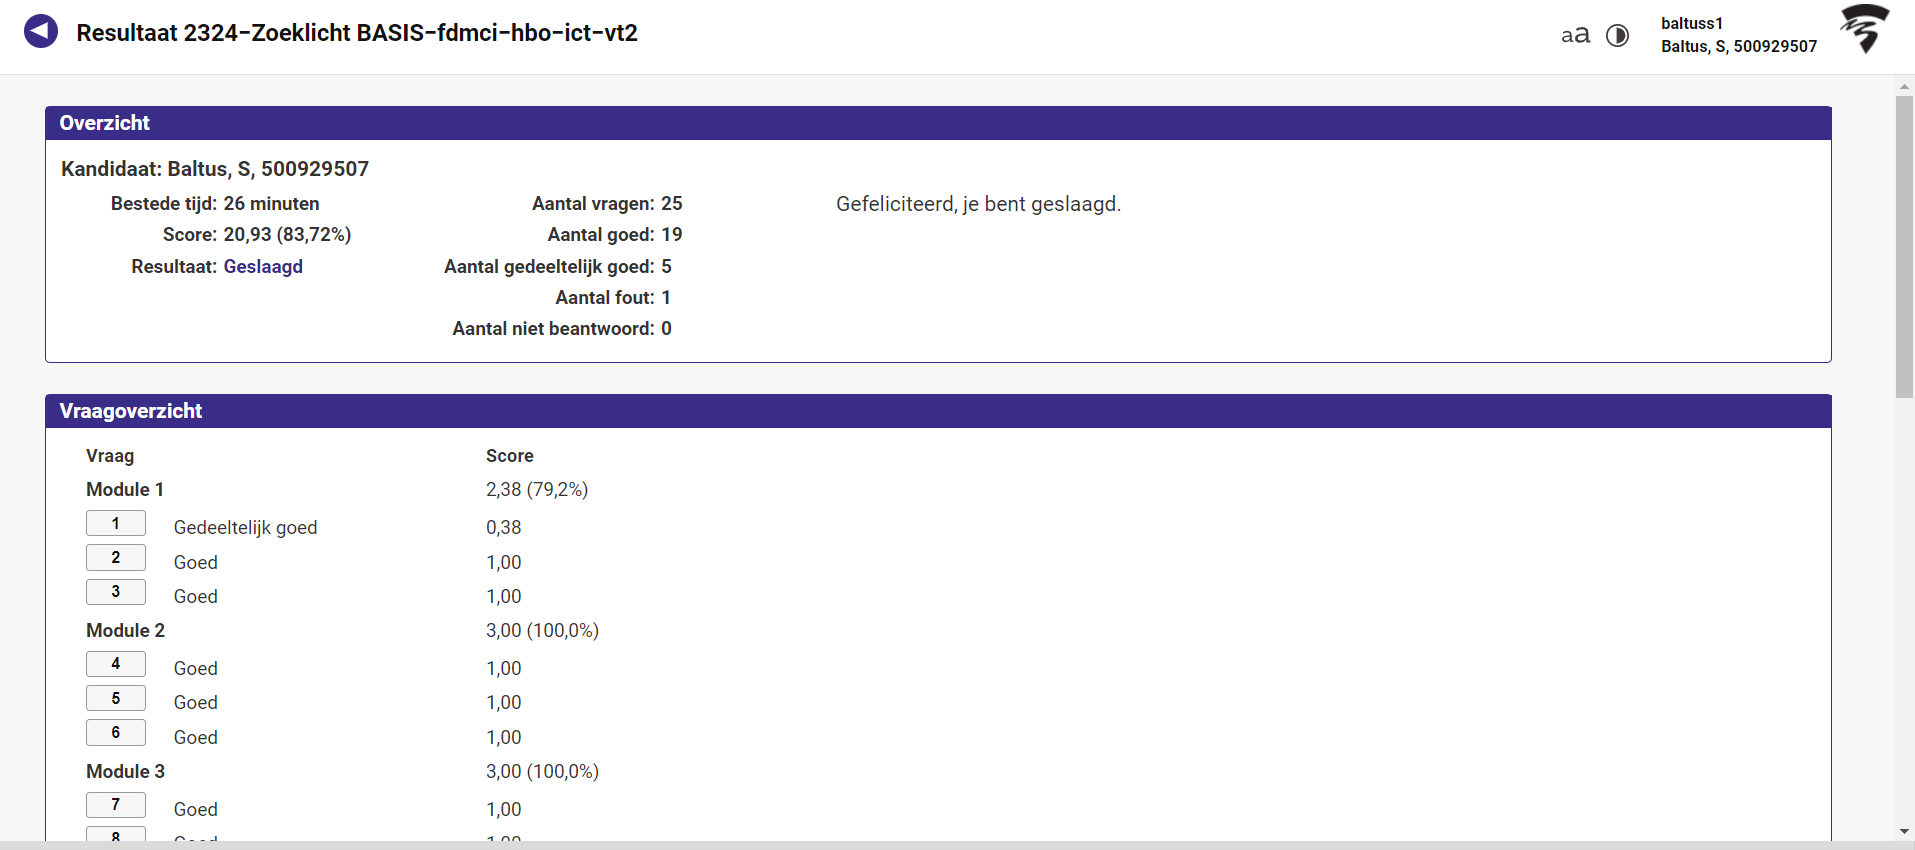 Resultaat 2324-Zoeklicht BASIS-fdmci-hbo-ict-vt2
aa
baltuss1
Baltus, S, 500929507
Overzicht
Kandidaat: Baltus, S, 500929507
Bestede tijd: 26 minuten
Score: 20,93 (83,72%)
Resultaat: Geslaagd
Aantal vragen: 25
Aantal goed: 19
Aantal gedeeltelijk goed: 5
Aantal fout: 1
Aantal niet beantwoord: 0
Gefeliciteerd, je bent geslaagd.
Vraagoverzicht
Vraag Score
Module 1 2,38 (79,2%)
1 Gedeeltelijk goed 0,38
2 Goed 1,00
3 Goed 1,00
Module 2 3,00 (100,0%)
4 Goed 1,00
5 Goed 1,00
6 Goed 1,00
Module 3 3,00 (100,0%)
7 Goed 1,00
8 Goed 1,00